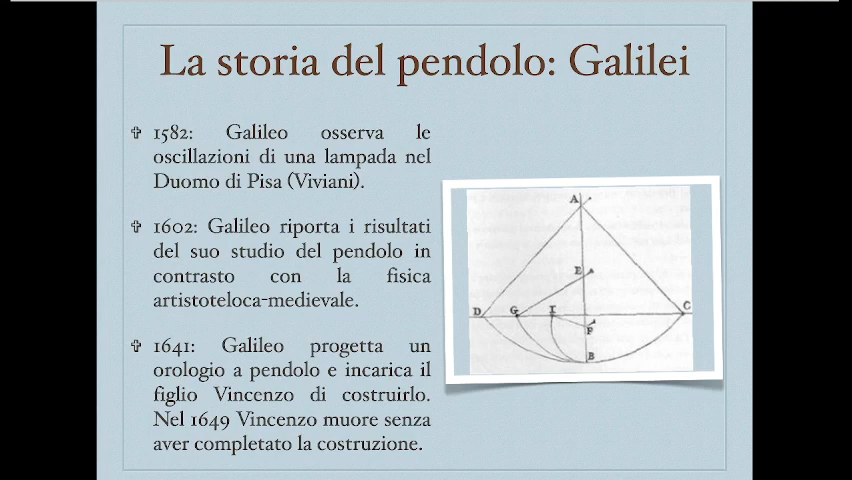 La storia del pendolo: Galilei
1582: Galileo osserva le
oscillazioni di una lampada nel
Duomo di Pisa (Viviani).
1602: Galileo riporta i risultati
del suo studio del pendolo in
contrasto con la fisica
artistoteloca-medievale.
1641: Galileo progetta un
orologio a pendolo e incarica il
figlio Vincenzo di costruirlo.
Nel 1649 Vincenzo muore senza
aver completato la costruzione.
A
E
D G I C
F
B